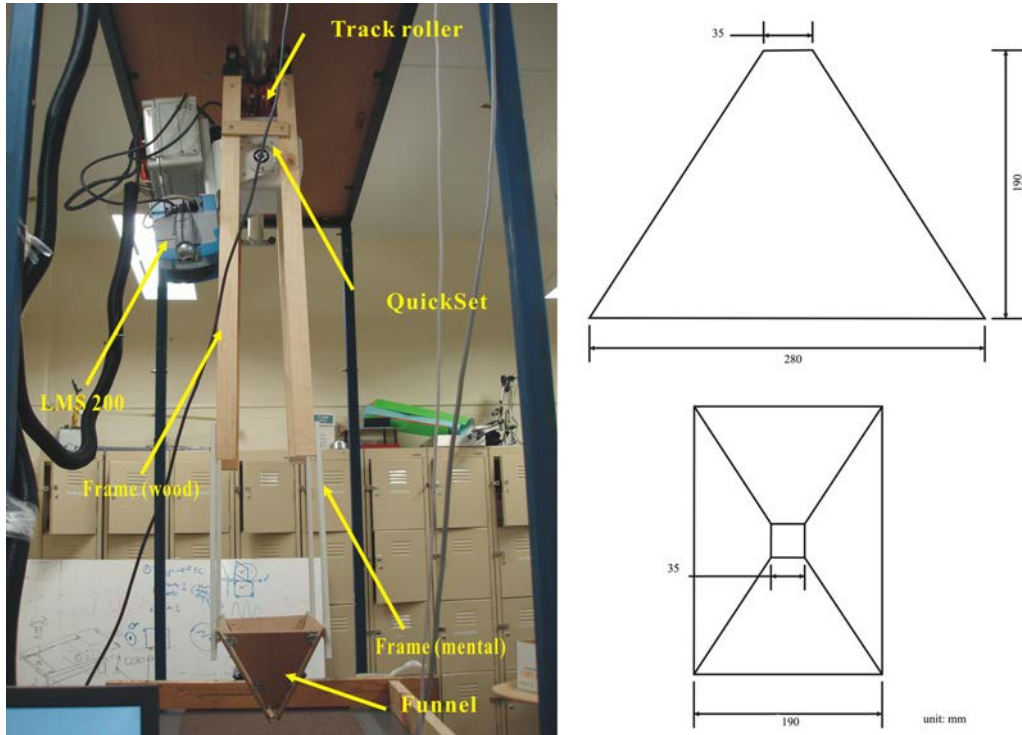 Track roller
QuickSet
LMS 200
Frame (wood)
Frame (mental)
Funnel
35
190
280
35
190
unit: mm